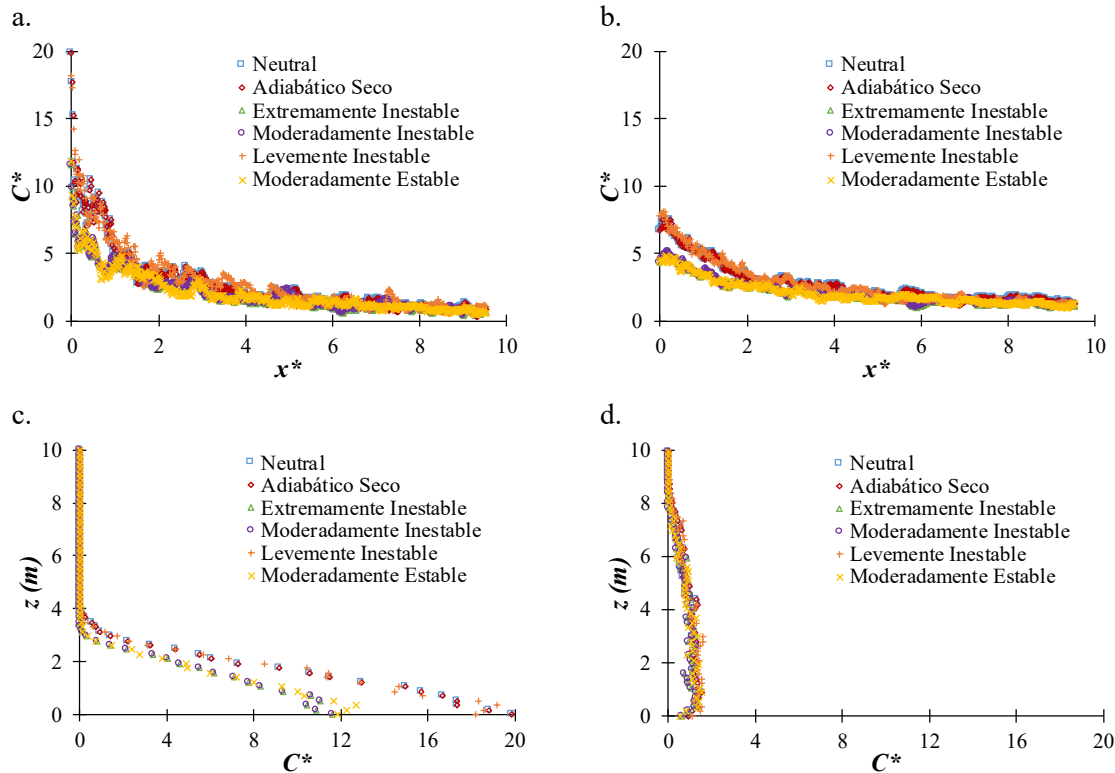 a.
20
15
10
5
0
C*
Neutral
Adiabático Seco
Extremamente Inestable
Moderadamente Inestable
Levemente Inestable
Moderadamente Estable
0 2 4 6 8 10
x*
b.
20
15
10
5
0
C*
Neutral
Adiabático Seco
Extremamente Inestable
Moderadamente Inestable
Levemente Inestable
Moderadamente Estable
0 2 4 6 8 10
x*
c.
10
8
6
4
2
0
z (m)
Neutral
Adiabático Seco
Extremamente Inestable
Moderadamente Inestable
Levemente Inestable
Moderadamente Estable
0 4 8 12 16 20
C*
d.
10
8
6
4
2
0
z (m)
Neutral
Adiabático Seco
Extremamente Inestable
Moderadamente Inestable
Levemente Inestable
Moderadamente Estable
0 4 8 12 16 20
C*